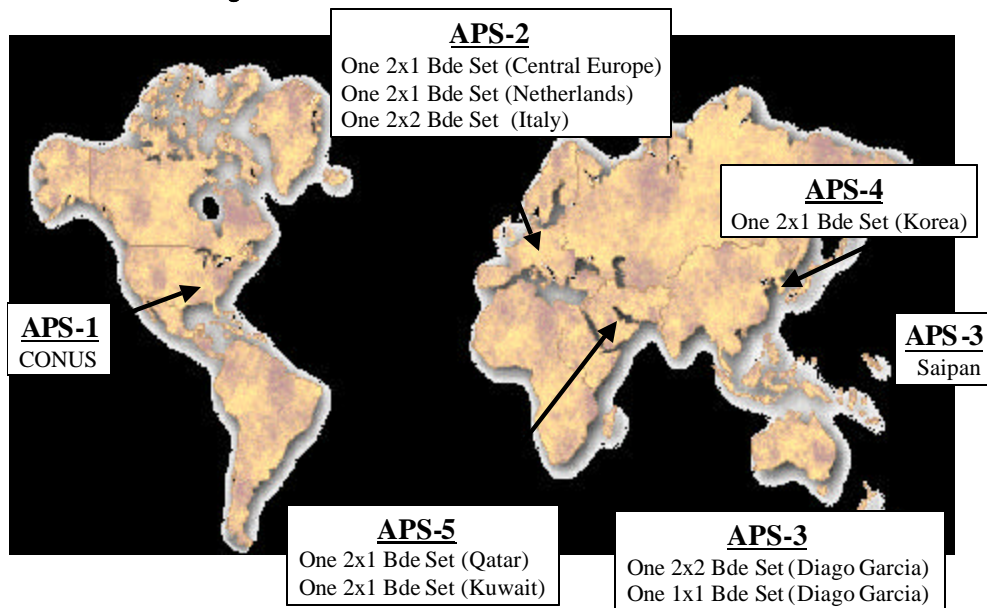 APS-2
One 2x1 Bde Set (Central Europe)
One 2x1 Bde Set (Netherlands)
One 2x2 Bde Set (Italy)
APS-4
One 2x1 Bde Set (Korea)
APS-1
CONUS
APS-3
Saipan
APS-5
One 2x1 Bde Set (Qatar)
One 2x1 Bde Set (Kuwait)
APS-3
One 2x2 Bde Set (Diago Garcia)
One 1x1 Bde Set (Diago Garcia)